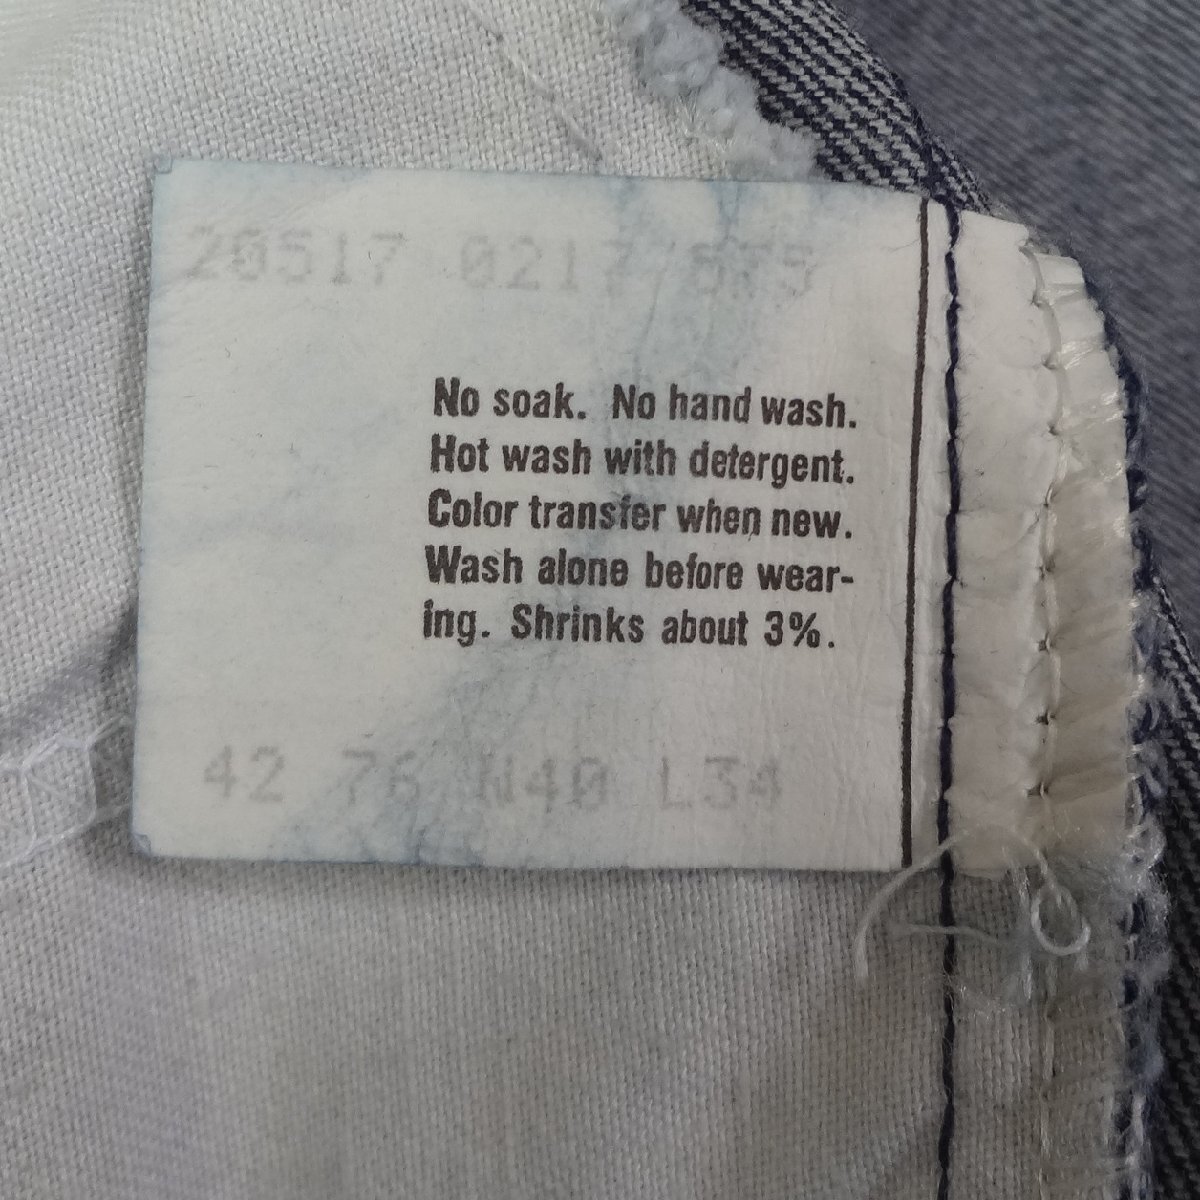 20517 0217
No soak. No hand wash.
Hot wash with detergent.
Color transfer when new.
Wash alone before wear-
ing. Shrinks about 3%.
42 76 W40 L34